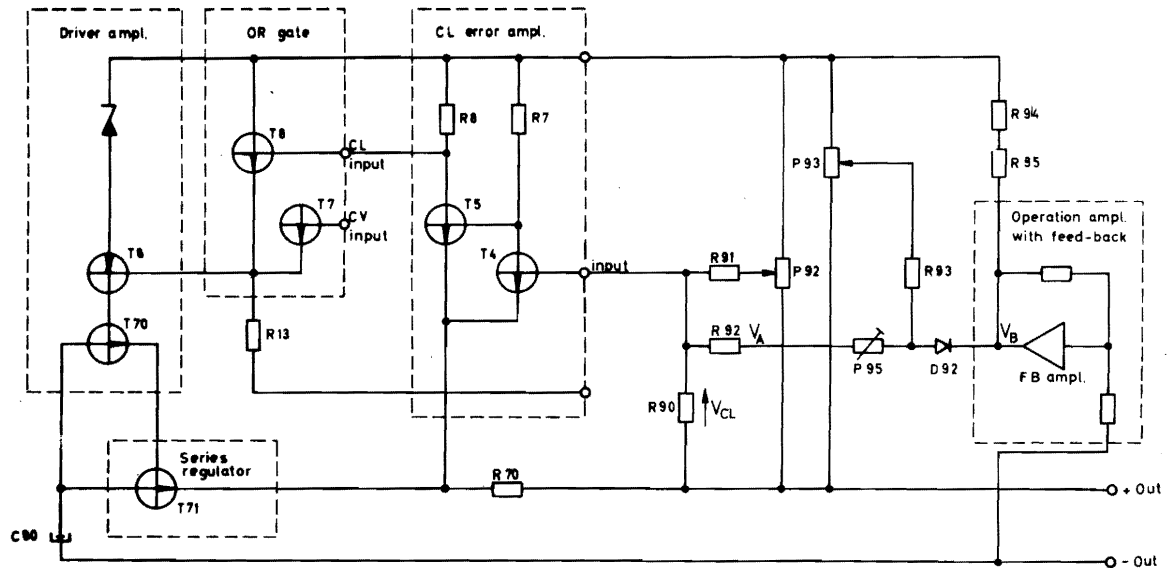 Driver ampl.
OR gate
CL error ampl.
R8
R7
R94
T8
CL
input
P93
R95
T7
CV
input
T5
Operation ampl.
with feed-back
T6
T4
input
R91
P92
R93
T70
R13
R92
VA
P95
D92
VB
FB ampl.
R90
VCL
Series
regulator
R70
T71
+ Out
C90
- Out